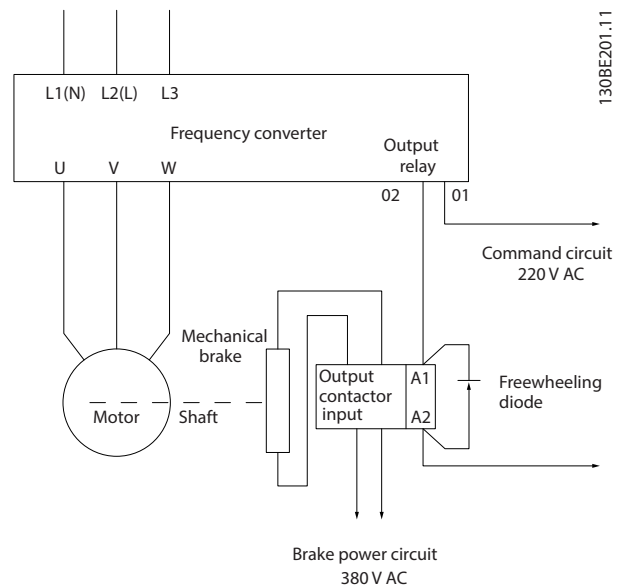 130BE201.11
L1(N) L2(L) L3
Frequency converter
Output
relay
U V W
02 01
Command circuit
220 V AC
Mechanical
brake
Output
contactor
input
A1
A2
Freewheeling
diode
Motor
Shaft
Brake power circuit
380 V AC